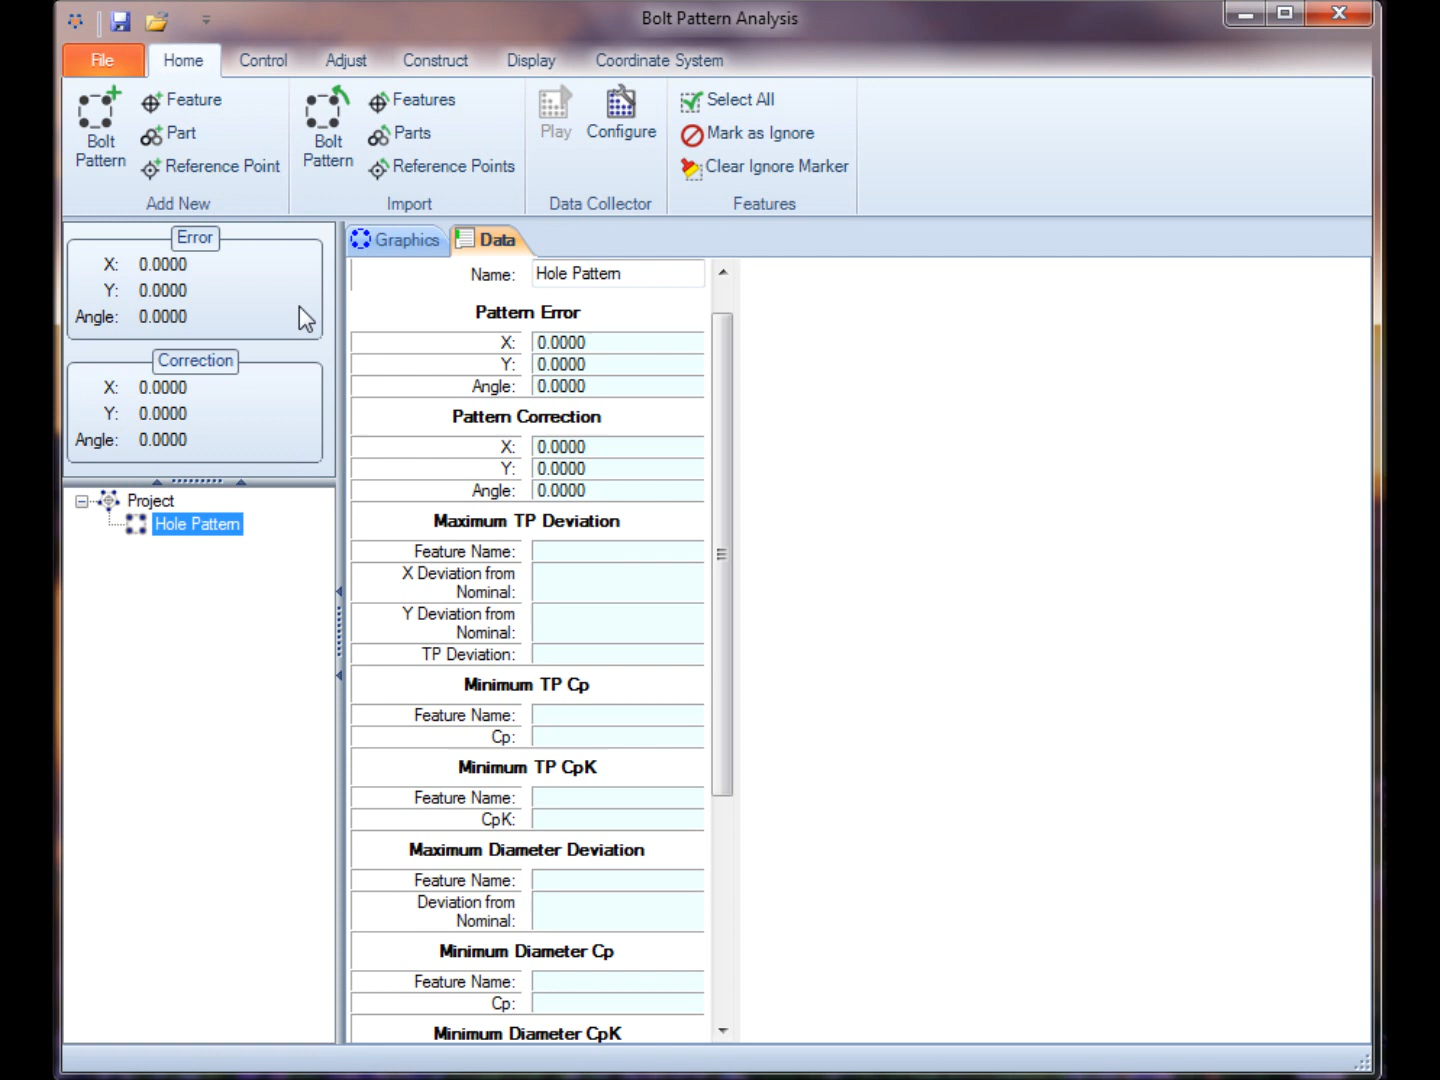 Bolt Pattern Analysis
File Home Control Adjust Construct Display Coordinate System
Bolt Pattern
Feature
Part
Reference Point
Add New
Bolt Pattern
Features
Parts
Reference Points
Import
Play
Configure
Data Collector
Select All
Mark as Ignore
Clear Ignore Marker
Features
Error
X: 0.0000
Y: 0.0000
Angle: 0.0000
Correction
X: 0.0000
Y: 0.0000
Angle: 0.0000
Project
Hole Pattern
Graphics Data
Name: Hole Pattern
Pattern Error
X: 0.0000
Y: 0.0000
Angle: 0.0000
Pattern Correction
X: 0.0000
Y: 0.0000
Angle: 0.0000
Maximum TP Deviation
Feature Name:
X Deviation from
Nominal:
Y Deviation from
Nominal:
TP Deviation:
Minimum TP Cp
Feature Name:
Cp:
Minimum TP CpK
Feature Name:
CpK:
Maximum Diameter Deviation
Feature Name:
Deviation from
Nominal:
Minimum Diameter Cp
Feature Name:
Cp:
Minimum Diameter CpK